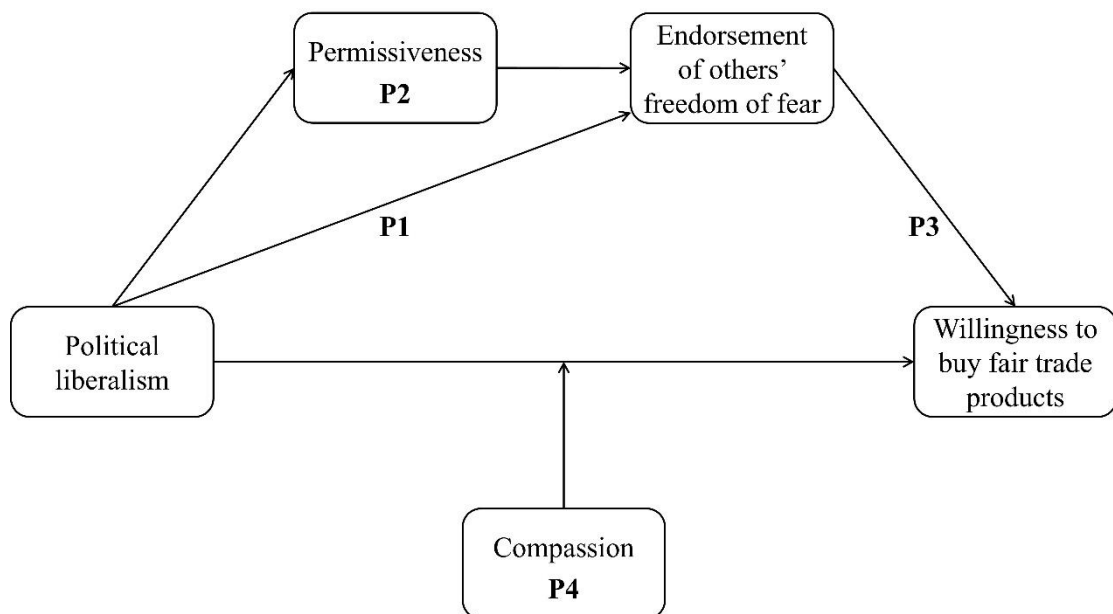 Permissiveness
P2
Endorsement
of others’
freedom of fear
P1
P3
Political
liberalism
Willingness to
buy fair trade
products
Compassion
P4